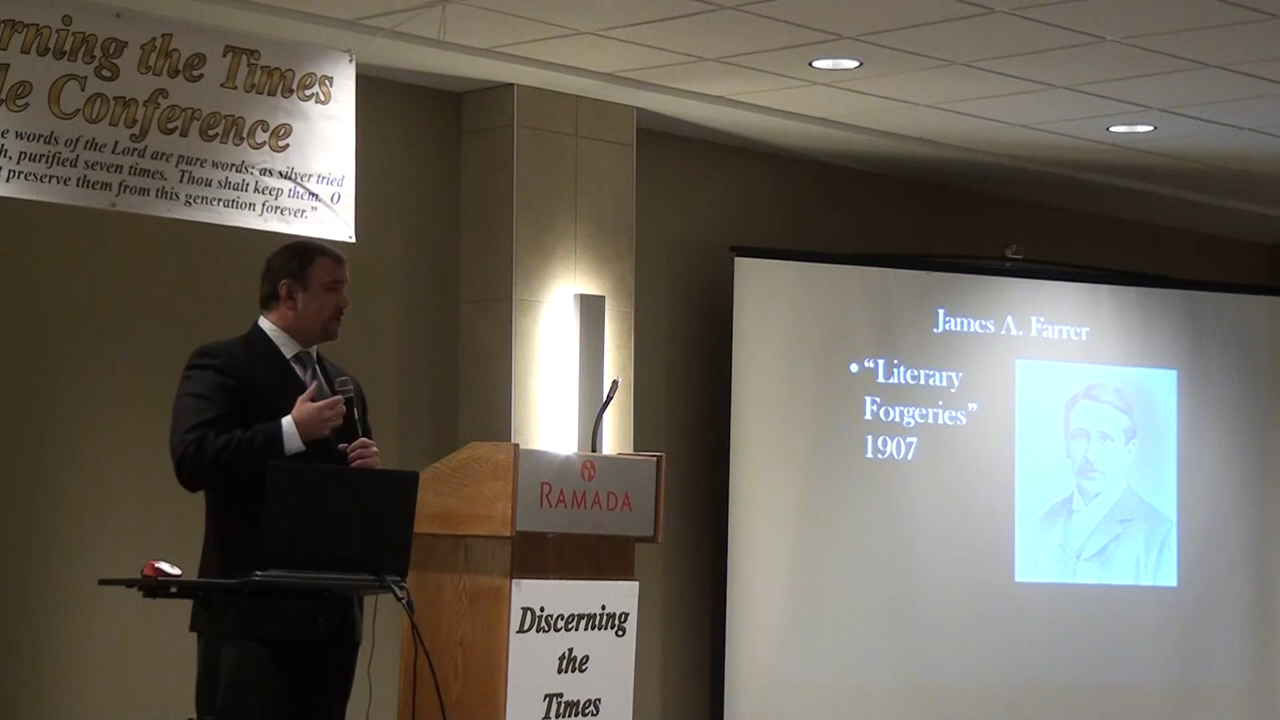 rning the Times
le Conference
e words of the Lord are pure words: as silver tried
h, purified seven times. Thou shalt keep them, O
t preserve them from this generation forever."
James A. Farrer
• "Literary
Forgeries"
1907
RAMADA
Discerning
the
Times